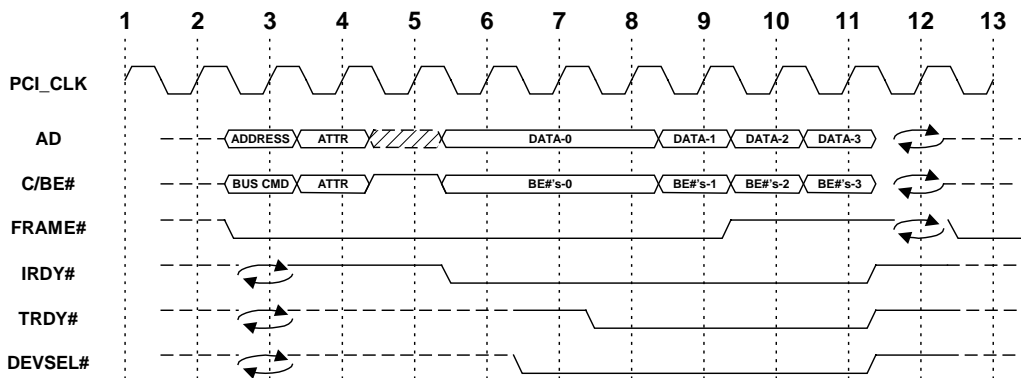 1 2 3 4 5 6 7 8 9 10 11 12 13
PCI_CLK
AD ADDRESS ATTR DATA-0 DATA-1 DATA-2 DATA-3
C/BE# BUS CMD ATTR BE#'s-0 BE#'s-1 BE#'s-2 BE#'s-3
FRAME#
IRDY#
TRDY#
DEVSEL#